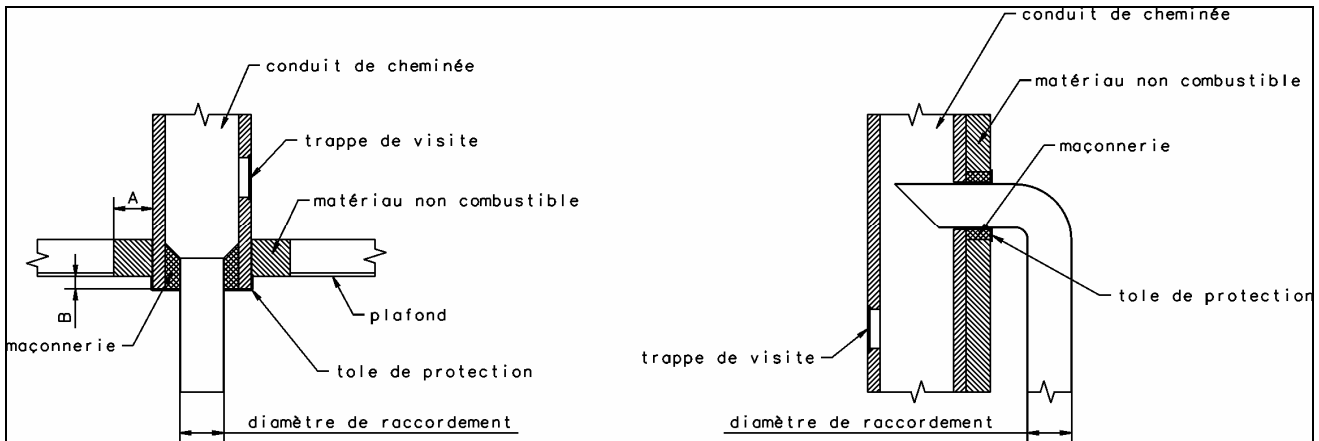 conduit de cheminée
trappe de visite
A
matériau non combustible
B
plafond
maçonnerie
tole de protection
diamètre de raccordement
conduit de cheminée
matériau non combustible
maçonnerie
tole de protection
trappe de visite
diamètre de raccordement